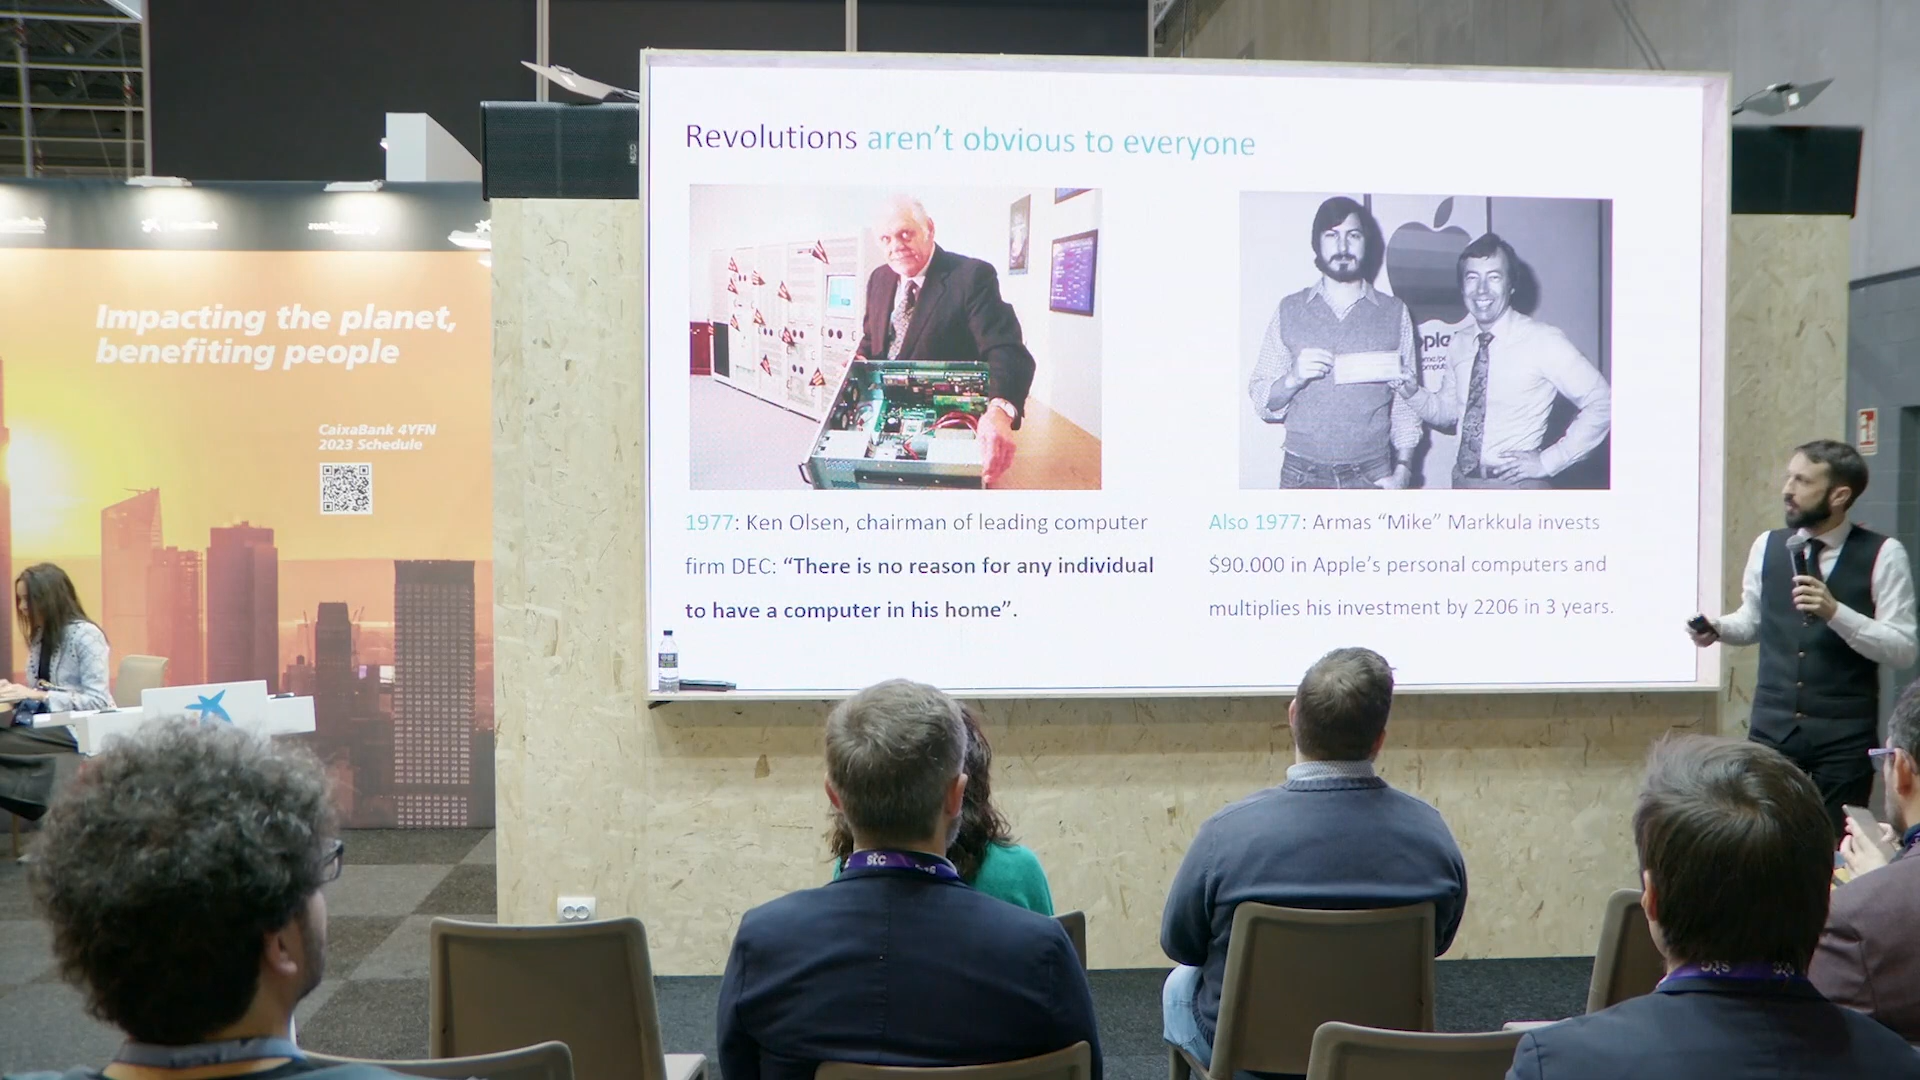 Revolutions aren’t obvious to everyone
1977: Ken Olsen, chairman of leading computer
firm DEC: “There is no reason for any individual
to have a computer in his home”.
Also 1977: Armas “Mike” Markkula invests
$90.000 in Apple’s personal computers and
multiplies his investment by 2206 in 3 years.
Impacting the planet,
benefiting people
CaixaBank 4YFN
2023 Schedule
stc